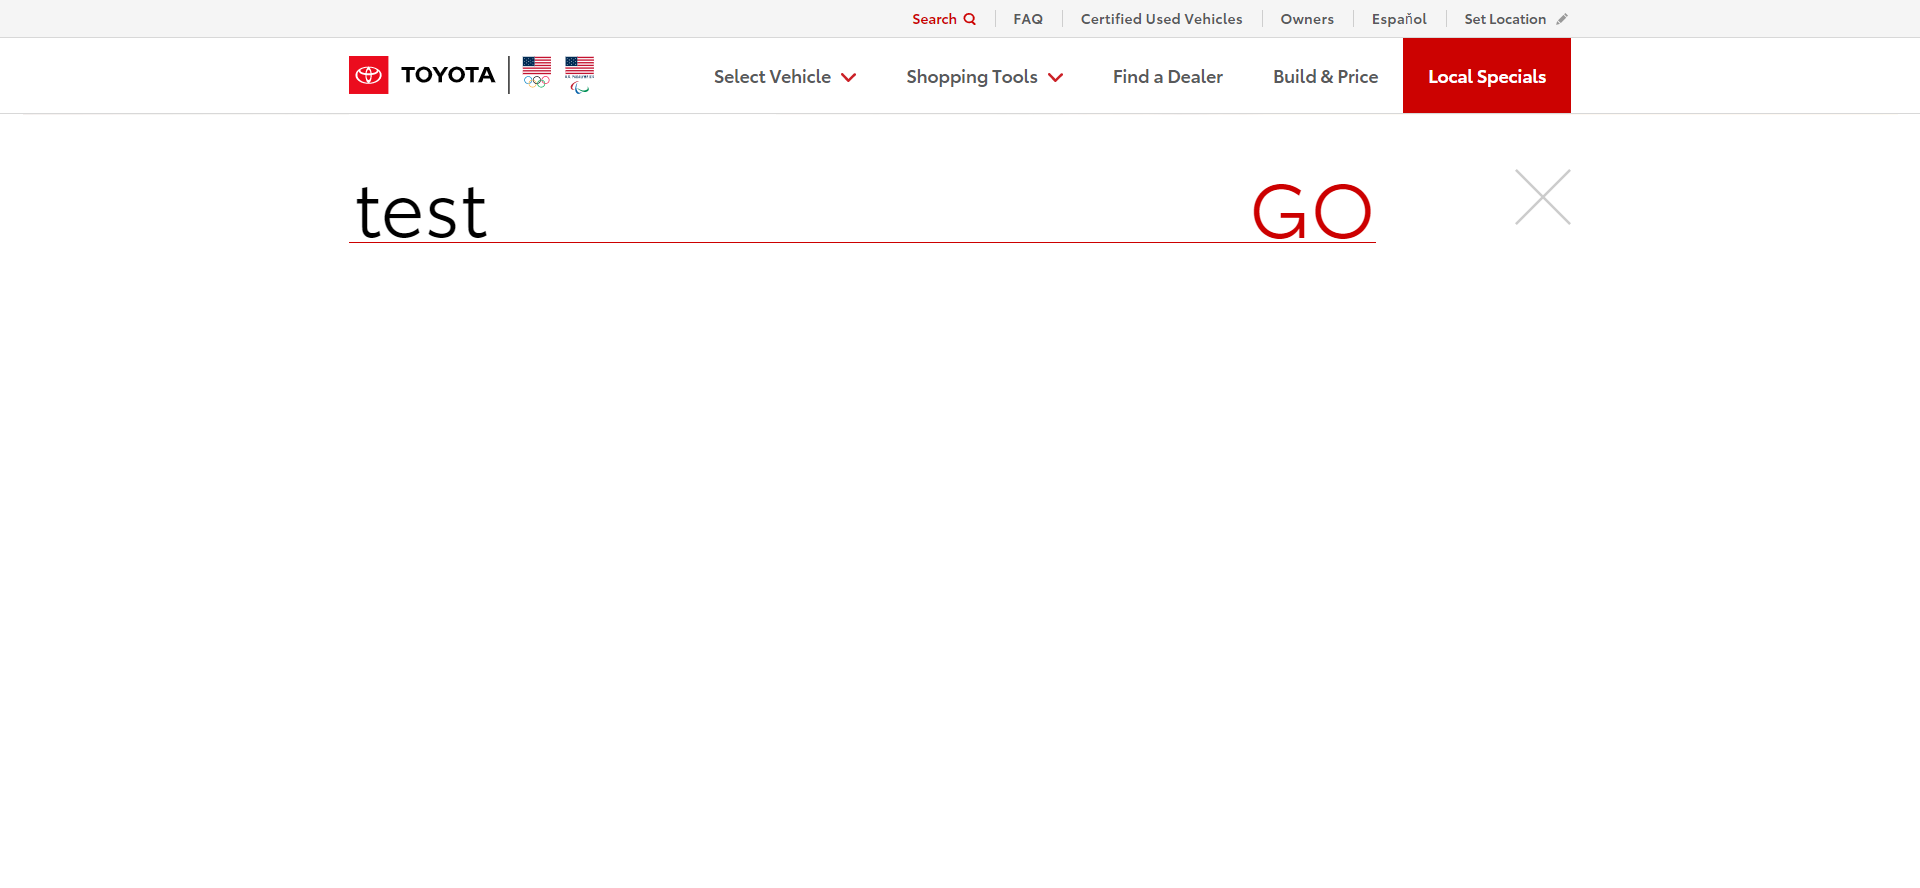 Search FAQ Certified Used Vehicles Owners Español Set Location
TOYOTA Select Vehicle Shopping Tools Find a Dealer Build & Price Local Specials
test GO